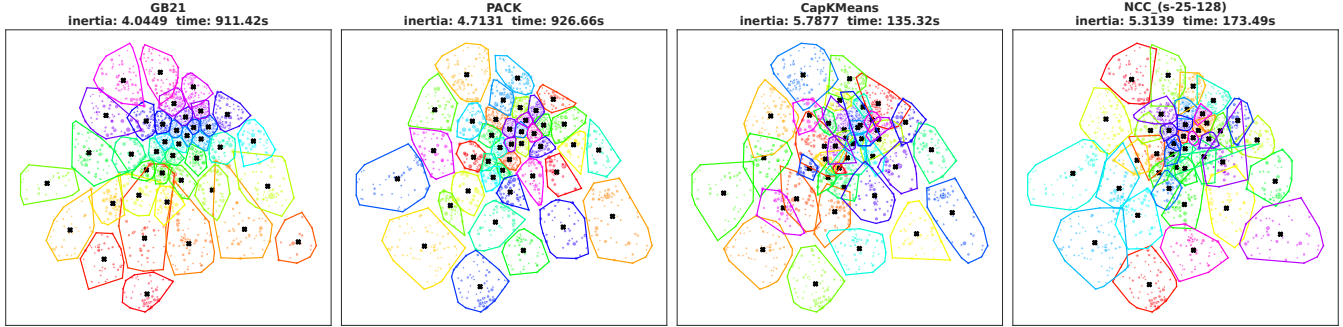 GB21
inertia: 4.0449 time: 911.42s
PACK
inertia: 4.7131 time: 926.66s
CapKMeans
inertia: 5.7877 time: 135.32s
NCC_(s-25-128)
inertia: 5.3139 time: 173.49s